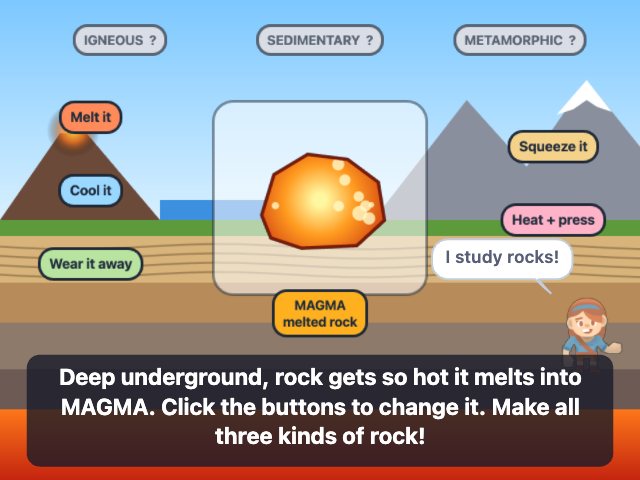 IGNEOUS ?
SEDIMENTARY ?
METAMORPHIC ?
Melt it
Cool it
Wear it away
Squeeze it
Heat + press
I study rocks!
MAGMA
melted rock
Deep underground, rock gets so hot it melts into
MAGMA. Click the buttons to change it. Make all
three kinds of rock!